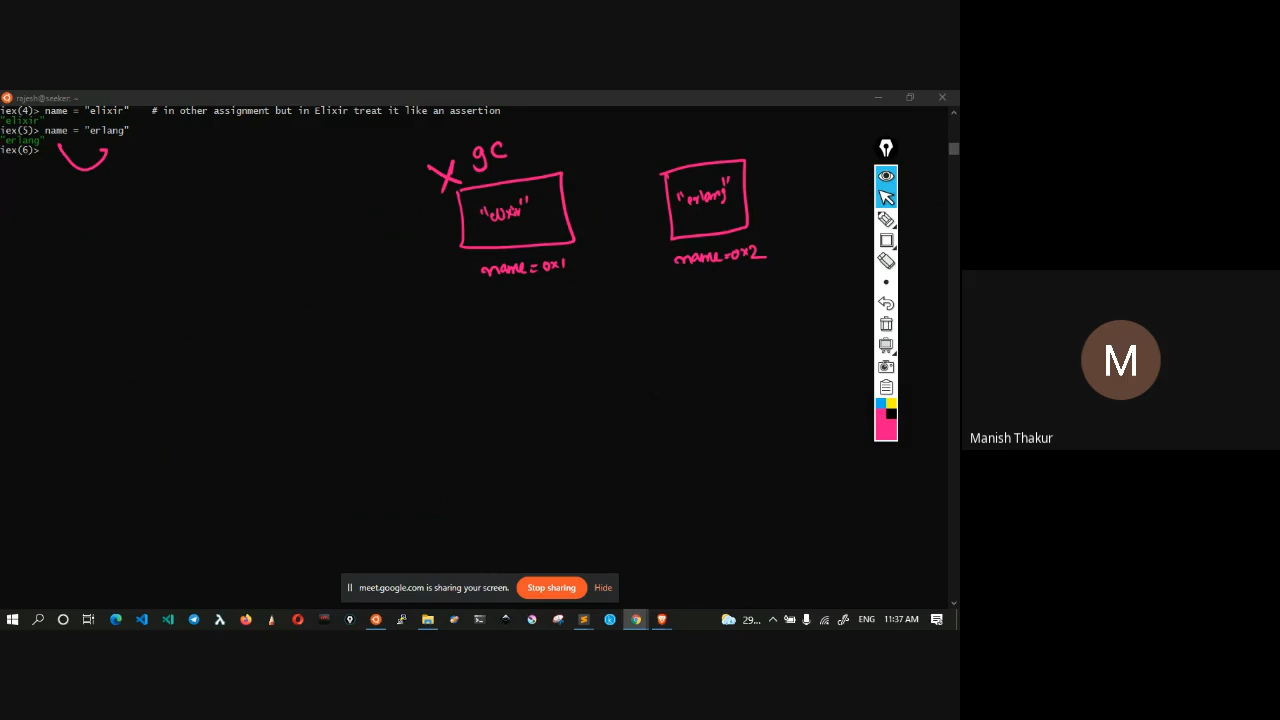 rajesh@seeker: ~
iex(4)> name = "elixir" # in other assignment but in Elixir treat it like an assertion
"elixir"
iex(5)> name = "erlang"
"erlang"
iex(6)>
gc
"elixir"
"erlang"
name=0x1
name=0x2
M
Manish Thakur
meet.google.com is sharing your screen.
Stop sharing
Hide
29...
ENG
11:37 AM